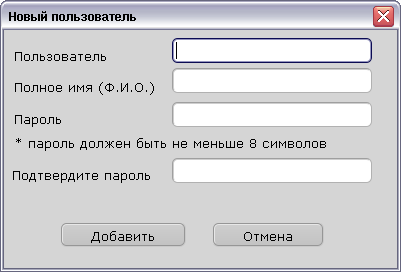 Новый пользователь
Пользователь
Полное имя (Ф.И.О.)
Пароль
* пароль должен быть не меньше 8 символов
Подтвердите пароль
Добавить Отмена